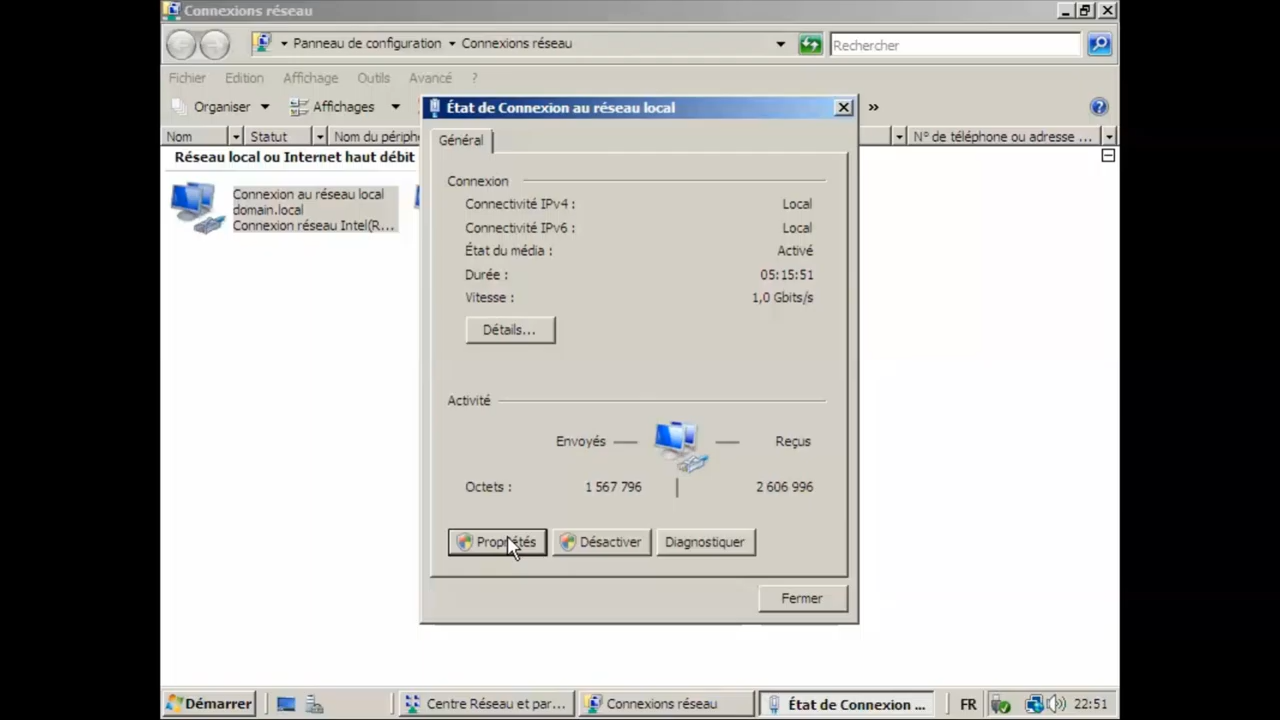 Connexions réseau
Panneau de configuration Connexions réseau
Rechercher
Fichier Edition Affichage Outils Avancé ?
Organiser Affichages »
État de Connexion au réseau local
Nom Statut Nom du périphé N° de téléphone ou adresse ...
Réseau local ou Internet haut débit
Connexion au réseau local
domain.local
Connexion réseau Intel(R...
Général
Connexion
Connectivité IPv4 : Local
Connectivité IPv6 : Local
État du média : Activé
Durée : 05:15:51
Vitesse : 1,0 Gbits/s
Détails...
Activité
Envoyés Reçus
Octets : 1 567 796 2 606 996
Propriétés Désactiver Diagnostiquer
Fermer
Démarrer Centre Réseau et par... Connexions réseau État de Connexion ... FR 22:51